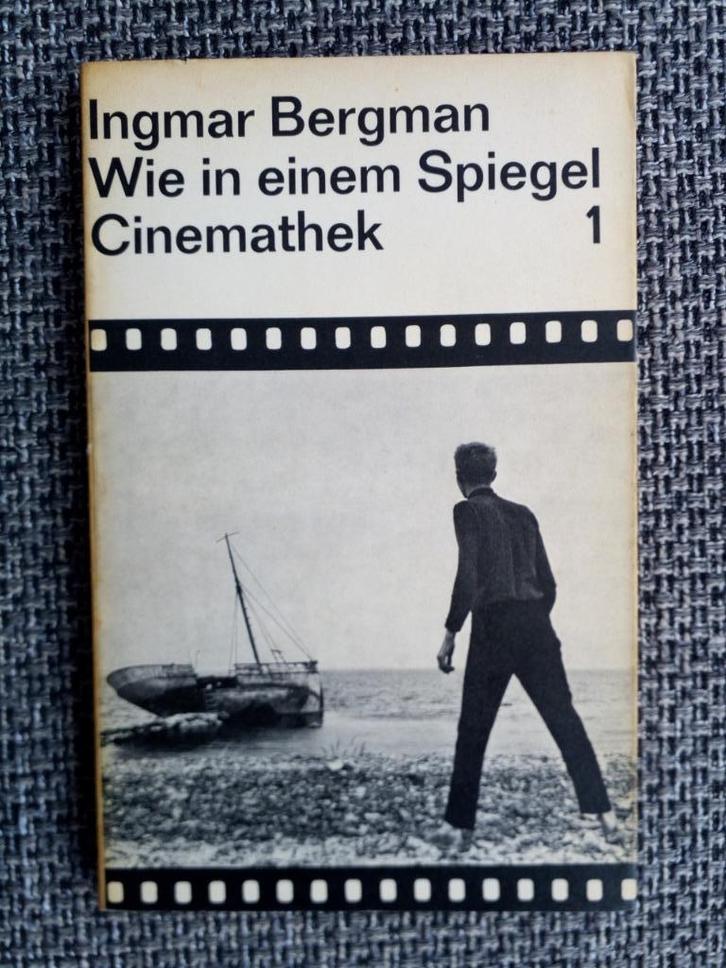 Ingmar Bergman
Wie in einem Spiegel
Cinemathek 1